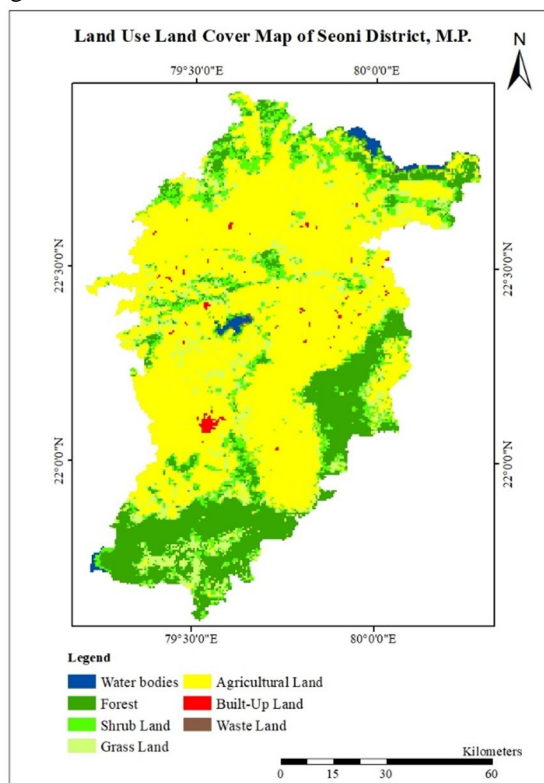 Land Use Land Cover Map of Seoni District, M.P.
N
79°30'0"E 80°0'0"E
22°30'0"N 22°30'0"N
22°0'0"N 22°0'0"N
79°30'0"E 80°0'0"E
Legend
Water bodies Agricultural Land
Forest Built-Up Land
Shrub Land Waste Land
Grass Land
Kilometers
0 15 30 60